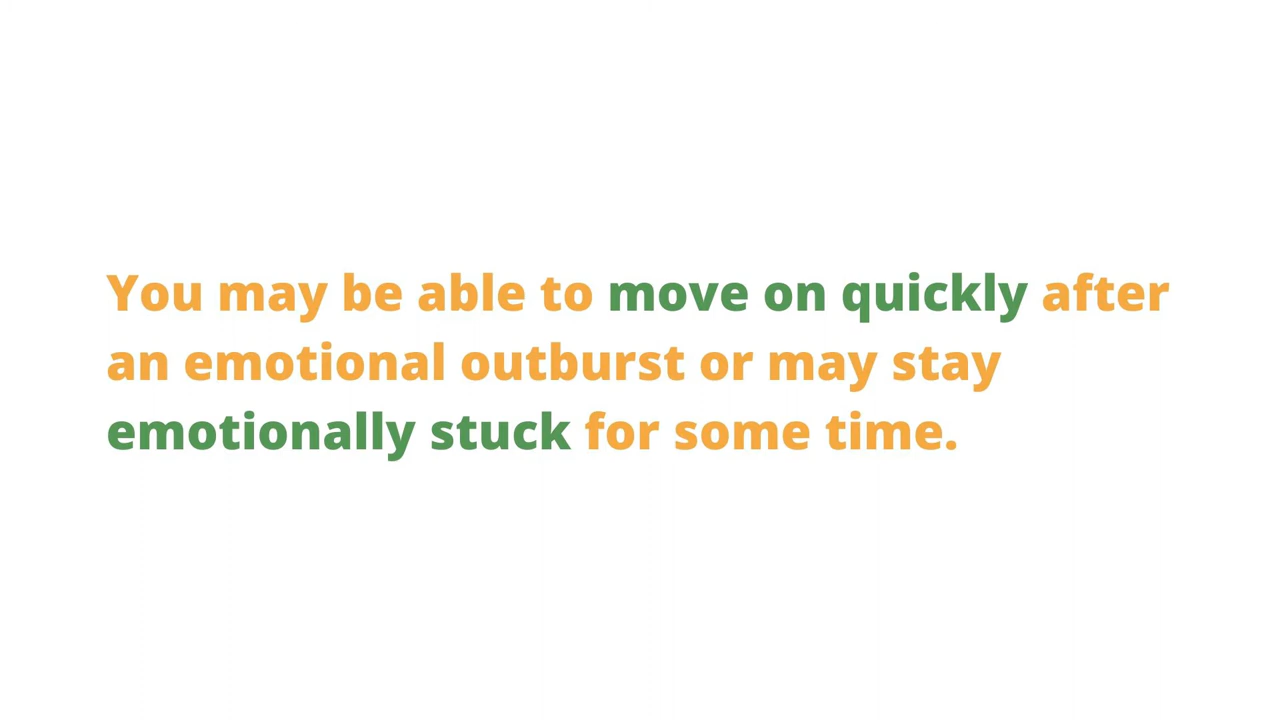 You may be able to move on quickly after
an emotional outburst or may stay
emotionally stuck for some time.